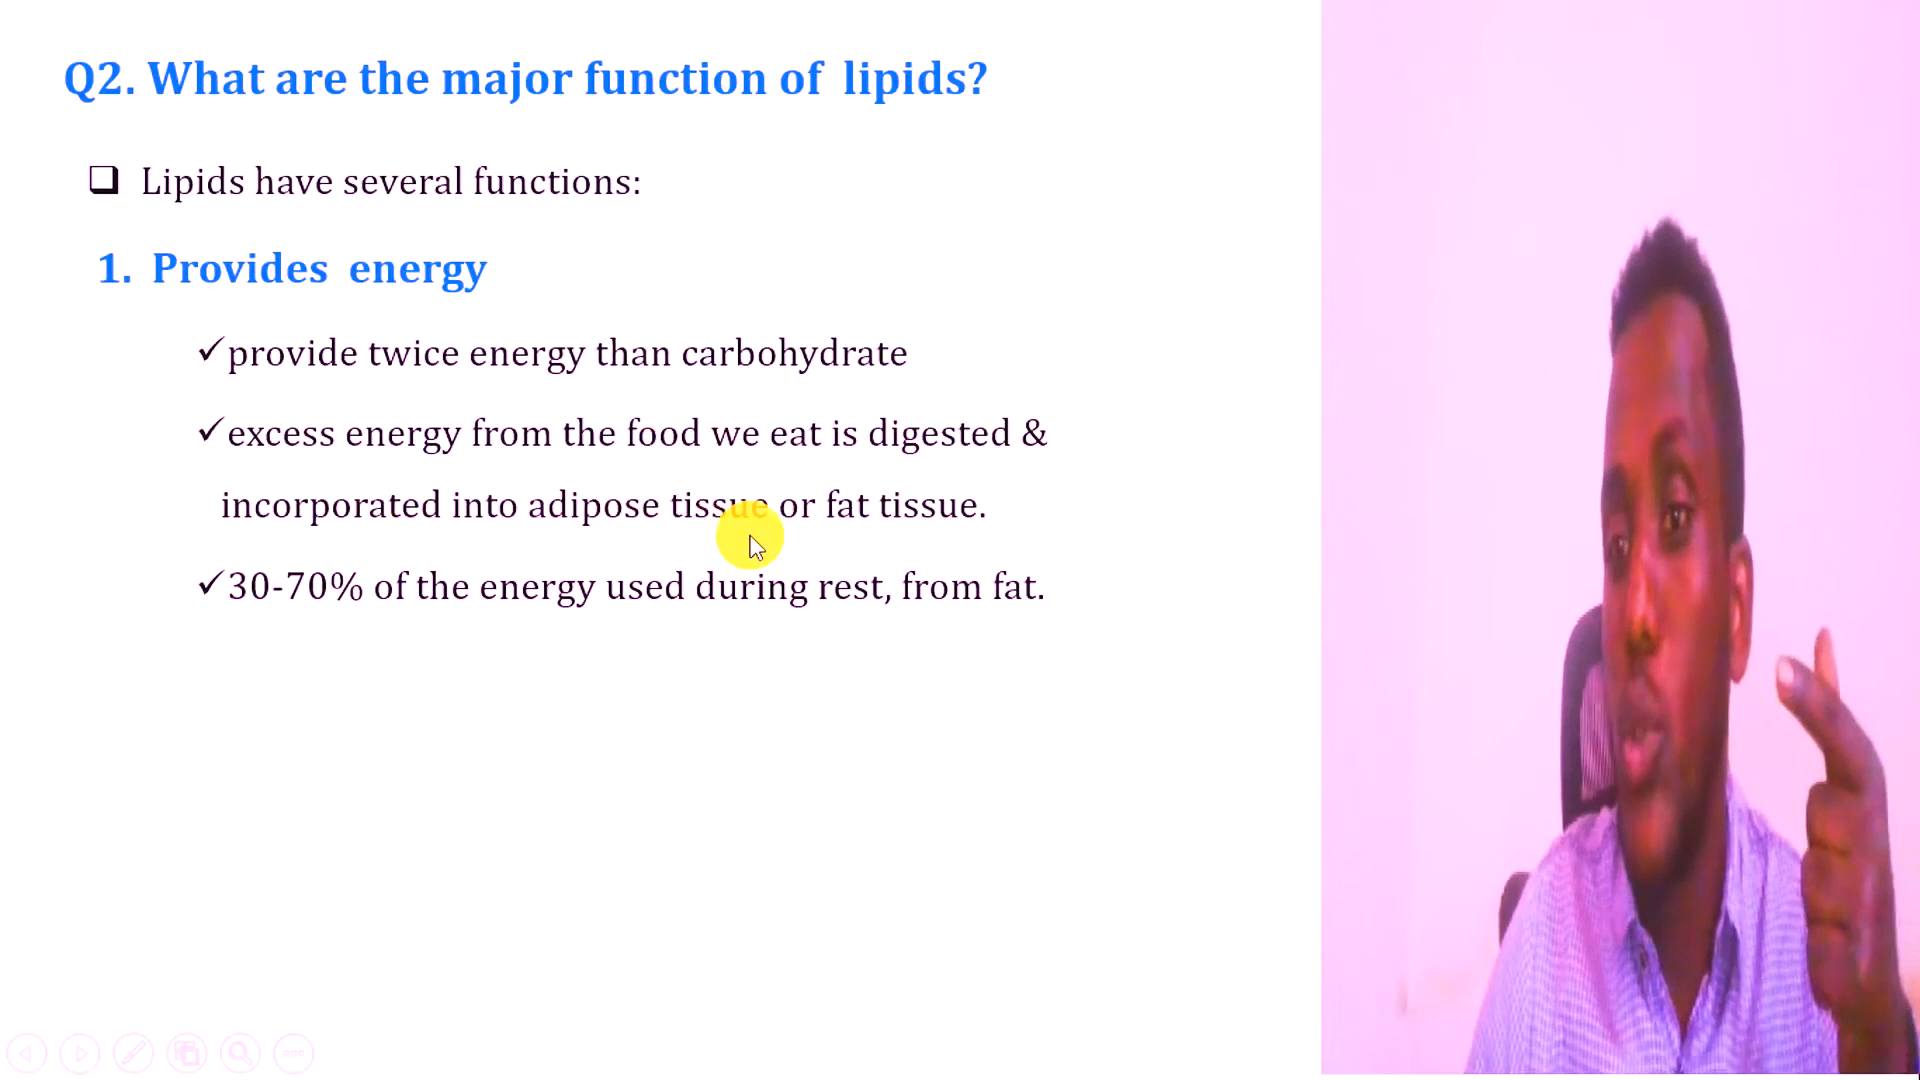 Q2. What are the major function of lipids?
Lipids have several functions:
1. Provides energy
✓provide twice energy than carbohydrate
✓excess energy from the food we eat is digested &
incorporated into adipose tissue or fat tissue.
✓30-70% of the energy used during rest, from fat.